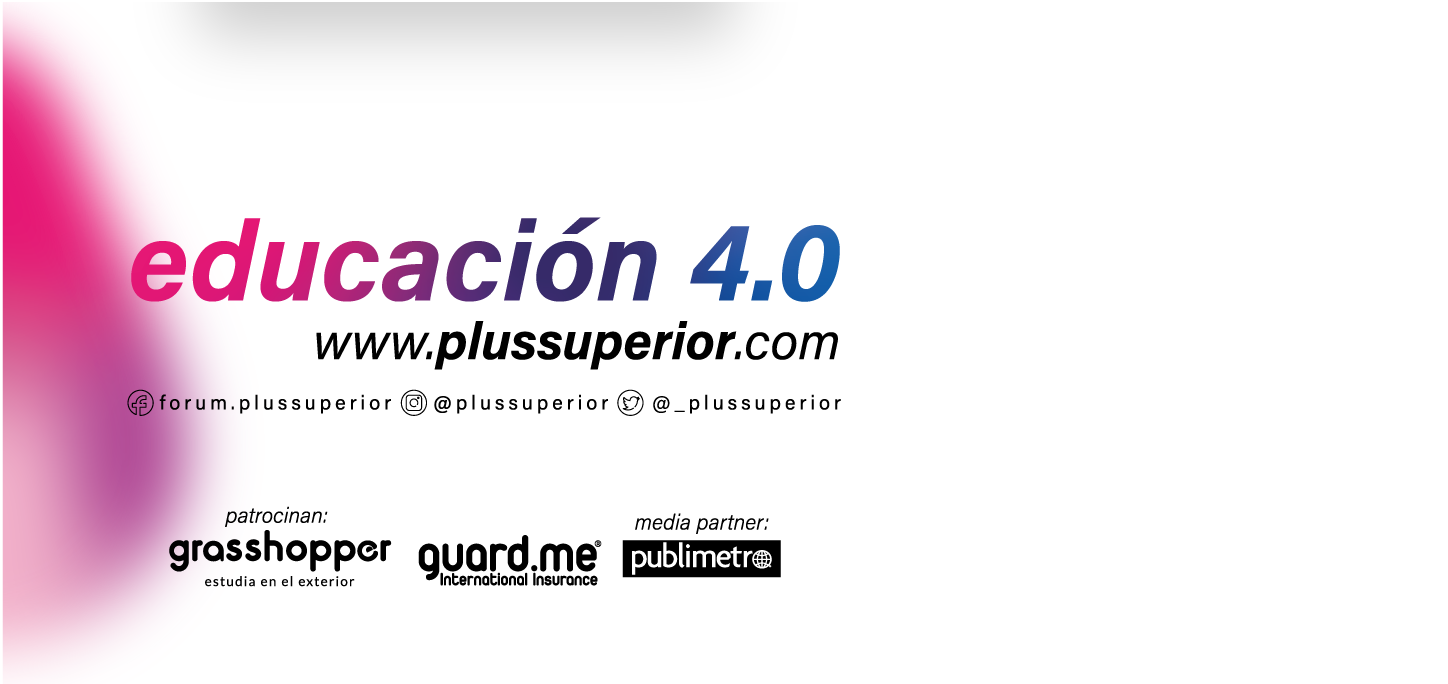 educación 4.0
www.plussuperior.com
forum.plussuperior @plussuperior @_plussuperior
patrocinan:
grasshopper
estudia en el exterior
guard.me®
International Insurance
media partner:
publimetro